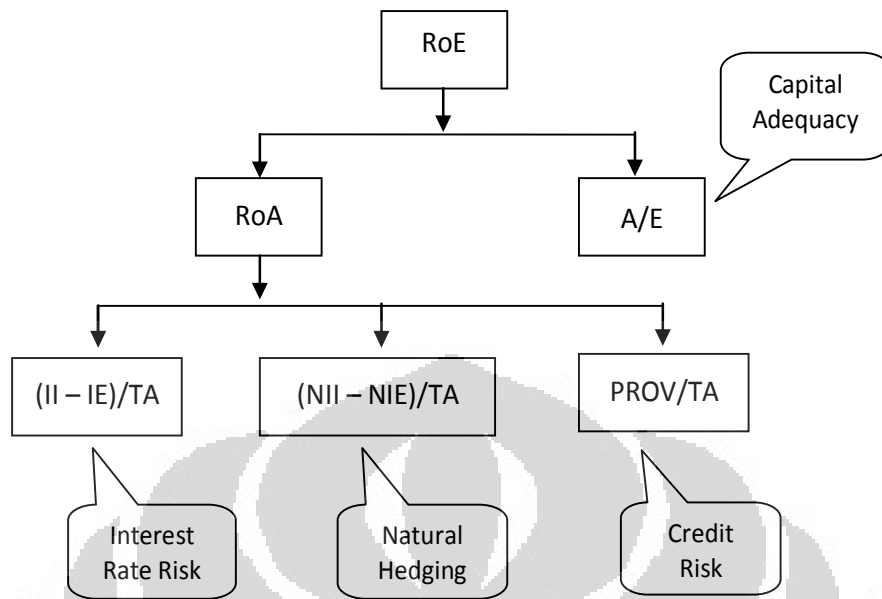 RoE
Capital
Adequacy
RoA
A/E
(II – IE)/TA
(NII – NIE)/TA
PROV/TA
Interest
Rate Risk
Natural
Hedging
Credit
Risk